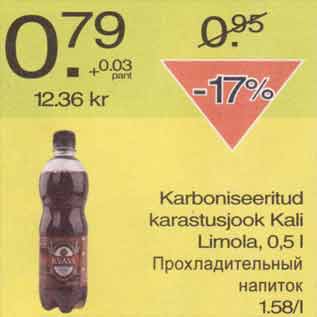 0.79
+0.03
pant
12.36 kr
0.95
-17%
KVASS
Karboniseeritud
karastusjook Kali
Limola, 0,5 l
Прохладительный
напиток
1.58/l